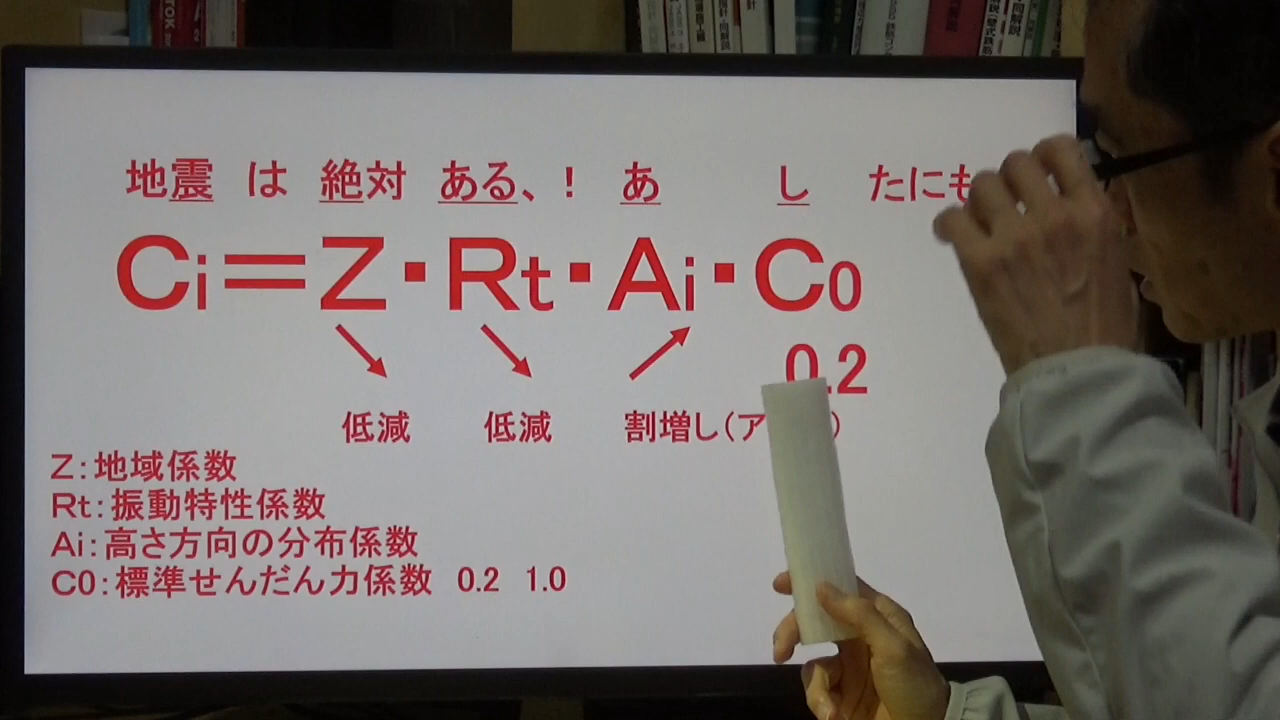 地震 は 絶対 ある、! あ し たにも
Ci=Z・Rt・Ai・C0
0.2
低減 低減 割増し(ア
Z:地域係数
Rt:振動特性係数
Ai:高さ方向の分布係数
C0:標準せんだん力係数 0.2 1.0